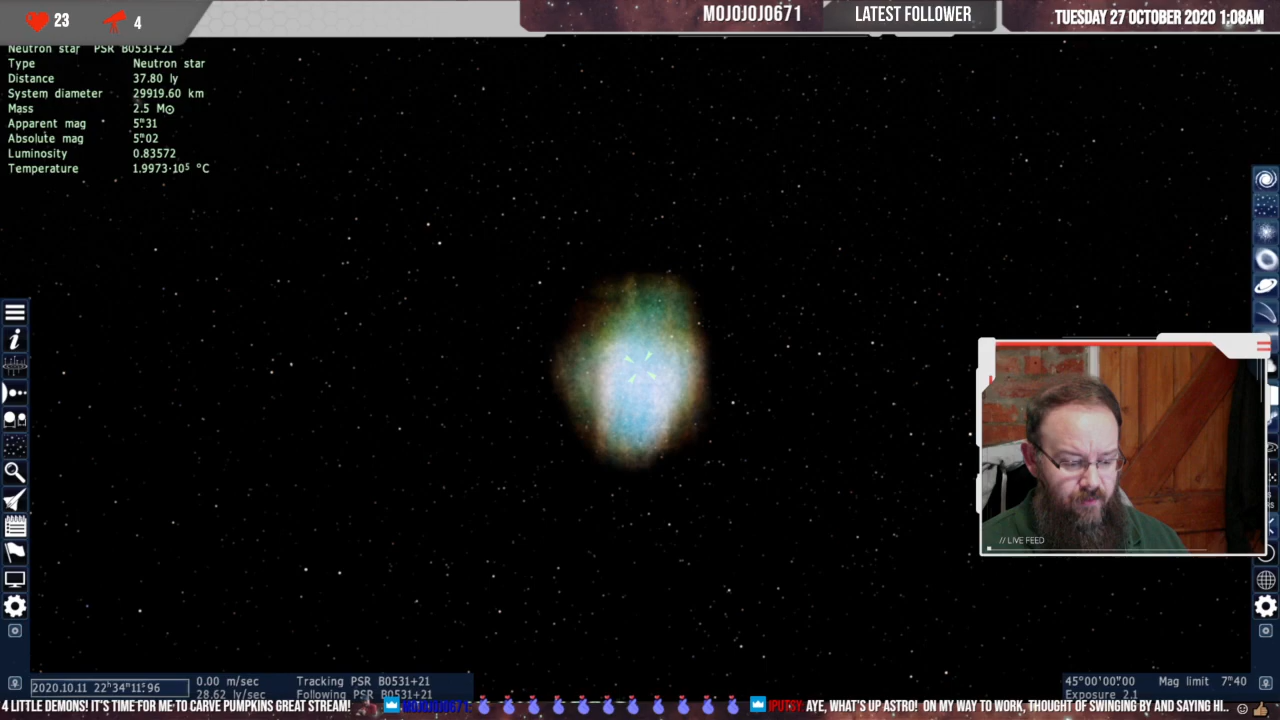 23
4
MOJOJOJO671
LATEST FOLLOWER
TUESDAY 27 OCTOBER 2020 1:08AM
Neutron star PSR B0531+21
Type Neutron star
Distance 37.80 ly
System diameter 29919.60 km
Mass 2.5 M⊙
Apparent mag 5ᵐ31
Absolute mag 5ᵐ02
Luminosity 0.83572
Temperature 1.9973·10⁵ °C
// LIVE FEED
2020.10.11 22ʰ34ᵐ11ˢ96
0.00 m/sec
28.62 ly/sec
Tracking PSR B0531+21
Following PSR B0531+21
45°00'00"00 Mag limit 7ᵐ40
Exposure 2.1
4 LITTLE DEMONS! IT'S TIME FOR ME TO CARVE PUMPKINS GREAT STREAM! MOJOJOJO671: IPUTSY: AYE, WHAT'S UP ASTRO! ON MY WAY TO WORK, THOUGHT OF SWINGING BY AND SAYING HI..